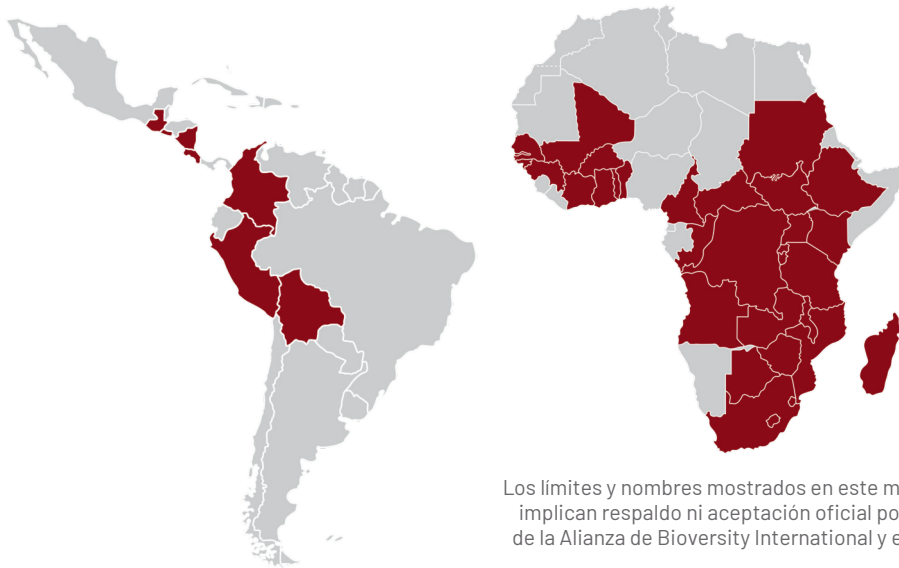 Los límites y nombres mostrados en este m
implican respaldo ni aceptación oficial po
de la Alianza de Bioversity International y e